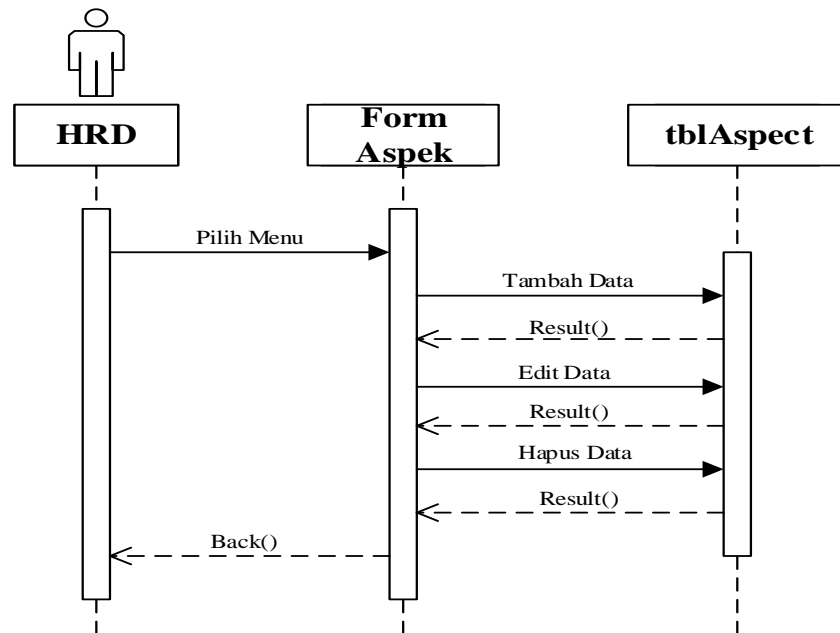 HRD
Form
Aspek
tblAspect
Pilih Menu
Tambah Data
Result()
Edit Data
Result()
Hapus Data
Result()
Back()